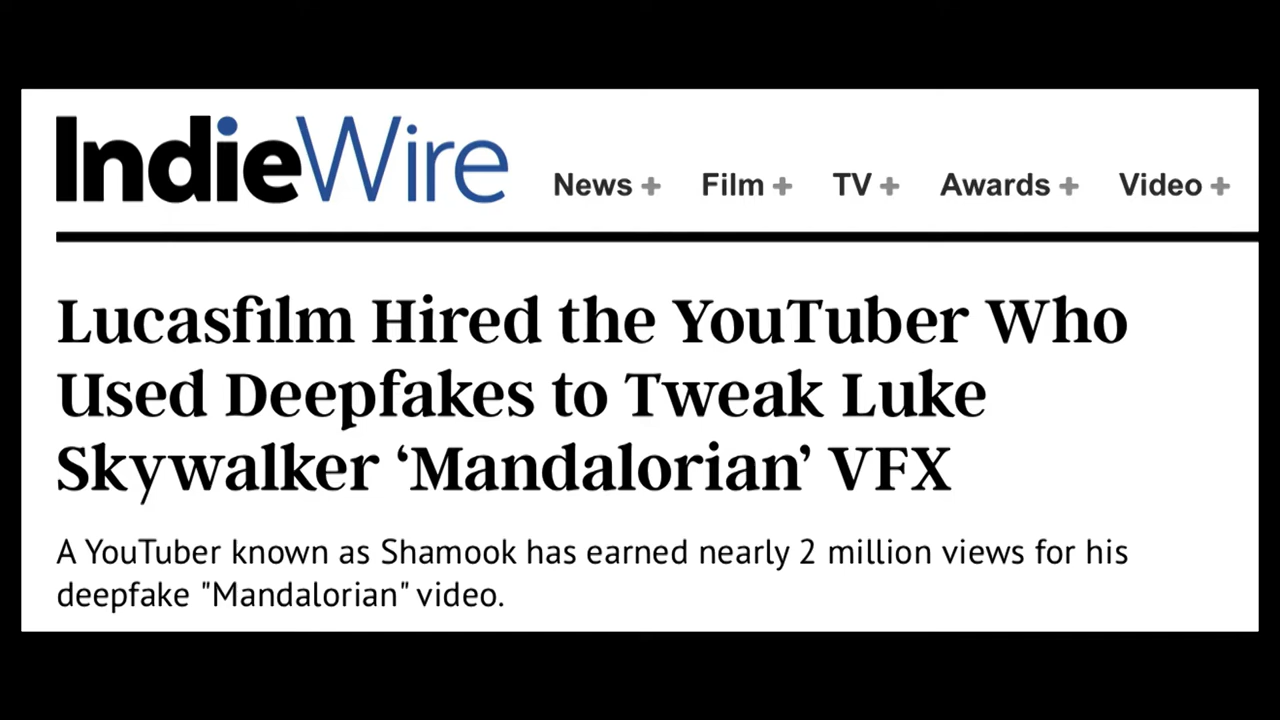 IndieWire
News + Film + TV + Awards + Video +
Lucasfilm Hired the YouTuber Who
Used Deepfakes to Tweak Luke
Skywalker ‘Mandalorian’ VFX
A YouTuber known as Shamook has earned nearly 2 million views for his
deepfake "Mandalorian" video.